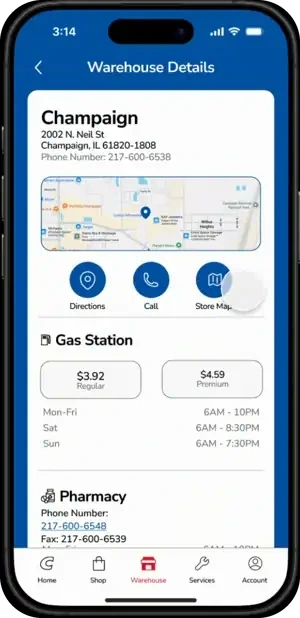 3:14
Warehouse Details
Champaign
2002 N. Neil St
Champaign, IL 61820-1808
Phone Number: 217-600-6538
Directions
Call
Store Map
Gas Station
$3.92
Regular
$4.59
Premium
Mon-Fri 6AM - 10PM
Sat 6AM - 8:30PM
Sun 6AM - 7:30PM
Pharmacy
Phone Number:
217-600-6548
Fax: 217-600-6539
Home
Shop
Warehouse
Services
Account